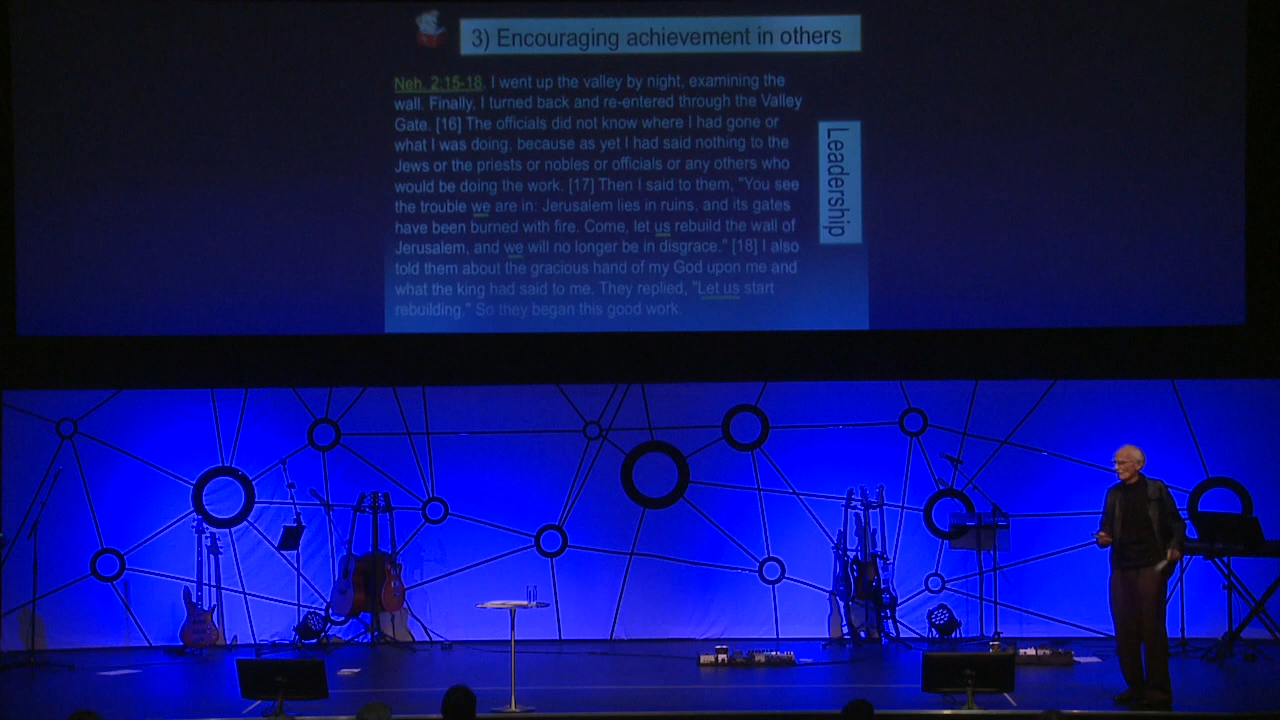 3) Encouraging achievement in others
Neh. 2:15-18. I went up the valley by night, examining the
wall. Finally, I turned back and re-entered through the Valley
Gate. [16] The officials did not know where I had gone or
what I was doing, because as yet I had said nothing to the
Jews or the priests or nobles or officials or any others who
would be doing the work. [17] Then I said to them, "You see
the trouble we are in: Jerusalem lies in ruins, and its gates
have been burned with fire. Come, let us rebuild the wall of
Jerusalem, and we will no longer be in disgrace." [18] I also
told them about the gracious hand of my God upon me and
what the king had said to me. They replied, "Let us start
rebuilding." So they began this good work.
Leadership